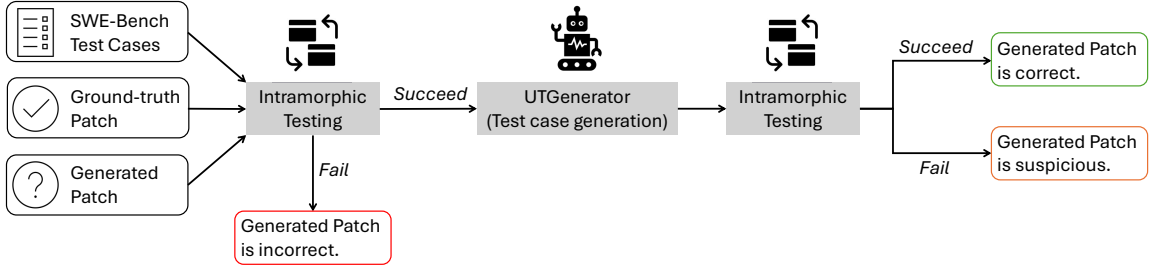 SWE-Bench
Test Cases
Ground-truth
Patch
Generated
Patch
Intramorphic
Testing
Succeed
Fail
Generated Patch
is incorrect.
UTGenerator
(Test case generation)
Intramorphic
Testing
Succeed
Generated Patch
is correct.
Fail
Generated Patch
is suspicious.